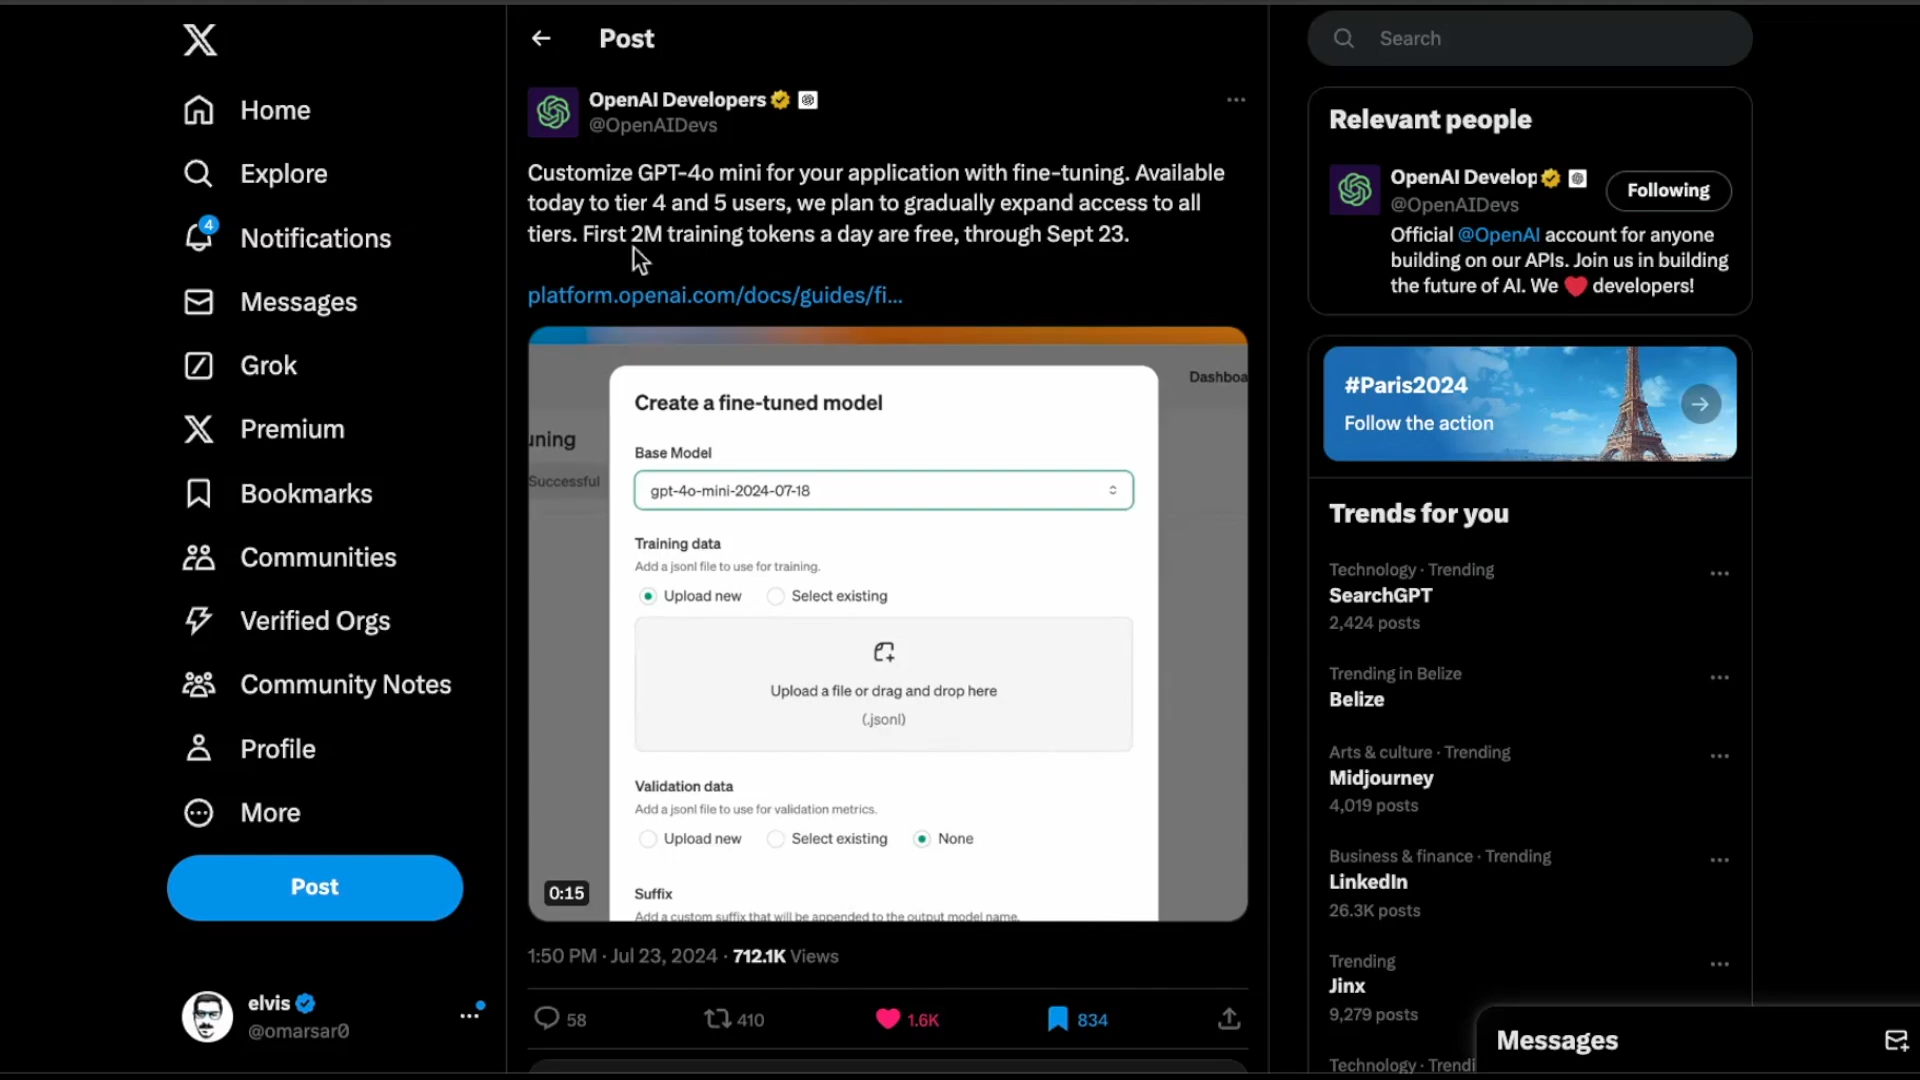 Home
Explore
4
Notifications
Messages
Grok
Premium
Bookmarks
Communities
Verified Orgs
Community Notes
Profile
More
Post
elvis
@omarsar0
Post
OpenAI Developers
@OpenAIDevs
Customize GPT-4o mini for your application with fine-tuning. Available
today to tier 4 and 5 users, we plan to gradually expand access to all
tiers. First 2M training tokens a day are free, through Sept 23.
platform.openai.com/docs/guides/fi...
Dashboa
uning
Successful
Create a fine-tuned model
Base Model
gpt-4o-mini-2024-07-18
Training data
Add a jsonl file to use for training.
Upload new Select existing
Upload a file or drag and drop here
(.jsonl)
Validation data
Add a jsonl file to use for validation metrics.
Upload new Select existing None
Suffix
Add a custom suffix that will be appended to the output model name.
0:15
1:50 PM · Jul 23, 2024 · 712.1K Views
58 410 1.6K 834
Search
Relevant people
OpenAI Develop
@OpenAIDevs
Following
Official @OpenAI account for anyone
building on our APIs. Join us in building
the future of AI. We ❤️ developers!
#Paris2024
Follow the action
Trends for you
Technology · Trending
SearchGPT
2,424 posts
Trending in Belize
Belize
Arts & culture · Trending
Midjourney
4,019 posts
Business & finance · Trending
LinkedIn
26.3K posts
Trending
Jinx
9,279 posts
Technology · Trendi
Messages